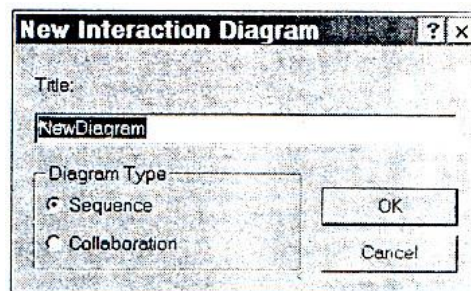 New Interaction Diagram ? ×
Title:
NewDiagram
Diagram Type
Sequence
OK
Collaboration
Cancel